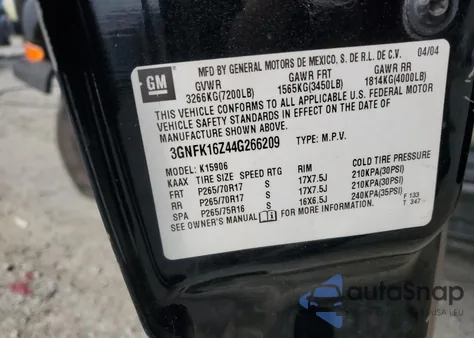 GM
MFD BY GENERAL MOTORS DE MEXICO, S. DE R.L. DE C.V. 04/04
GVWR GAWR FRT GAWR RR
3266KG(7200LB) 1565KG(3450LB) 1814KG(4000LB)
THIS VEHICLE CONFORMS TO ALL APPLICABLE U.S. FEDERAL MOTOR
VEHICLE SAFETY STANDARDS IN EFFECT ON THE DATE OF
MANUFACTURE SHOWN ABOVE.
3GNFK16Z44G266209 TYPE: M.P.V.
MODEL: K15906
KAAX TIRE SIZE SPEED RTG RIM COLD TIRE PRESSURE
FRT P265/70R17 S 17X7.5J 210KPA(30PSI)
RR P265/70R17 S 17X7.5J 210KPA(30PSI)
SPA P265/75R16 S 16X6.5J 240KPA(35PSI) F 133
SEE OWNER'S MANUAL FOR MORE INFORMATION. T 347
autoSnap